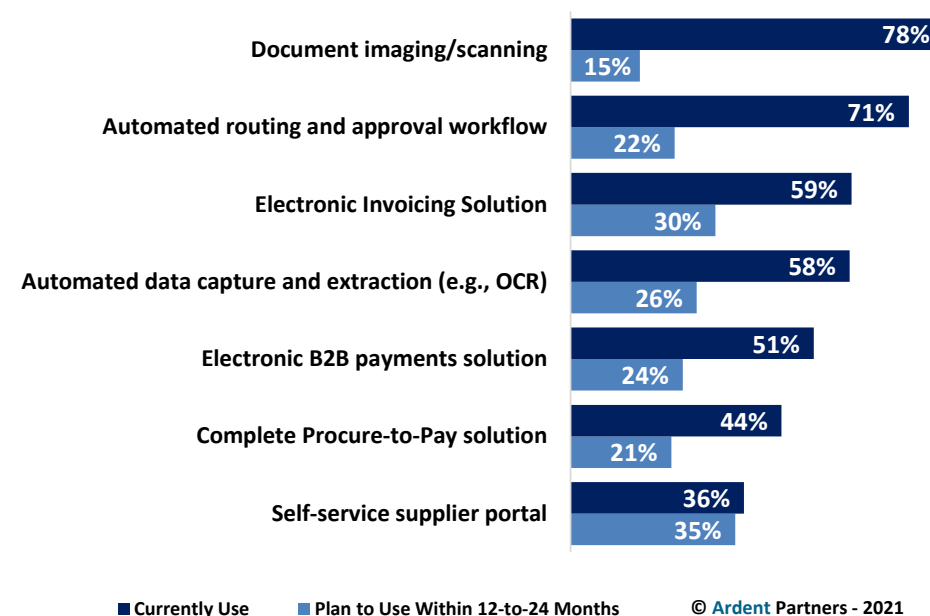 Document imaging/scanning
78%
15%
Automated routing and approval workflow
71%
22%
Electronic Invoicing Solution
59%
30%
Automated data capture and extraction (e.g., OCR)
58%
26%
Electronic B2B payments solution
51%
24%
Complete Procure-to-Pay solution
44%
21%
Self-service supplier portal
36%
35%
Currently Use Plan to Use Within 12-to-24 Months © Ardent Partners - 2021